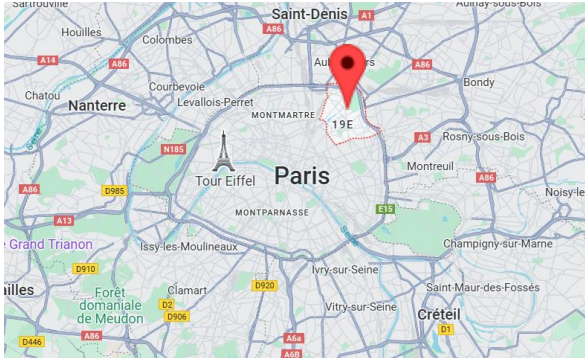 Sartrouville
Aulnay-sous-Bois
Saint-Denis
A1
A86
Houilles
Colombes
A14
A86
A86
Bondy
Courbevoie
Chatou
Nanterre
Levallois-Perret
MONTMARTRE
19E
A3
Rosny-sous-Bois
Seine
N185
Tour Eiffel
Paris
Montreuil
A86
A86
D985
Noisy-le
MONTPARNASSE
E15
A13
Seine
Grand Trianon
Issy-les-Moulineaux
Champigny-sur-Marne
D910
Ivry-sur-Seine
ailles
Clamart
D920
Saint-Maur-des-Fossés
Forêt
domaniale
de Meudon
D2
D906
Vitry-sur-Seine
Créteil
D1
A86
A6a
D446
A6B